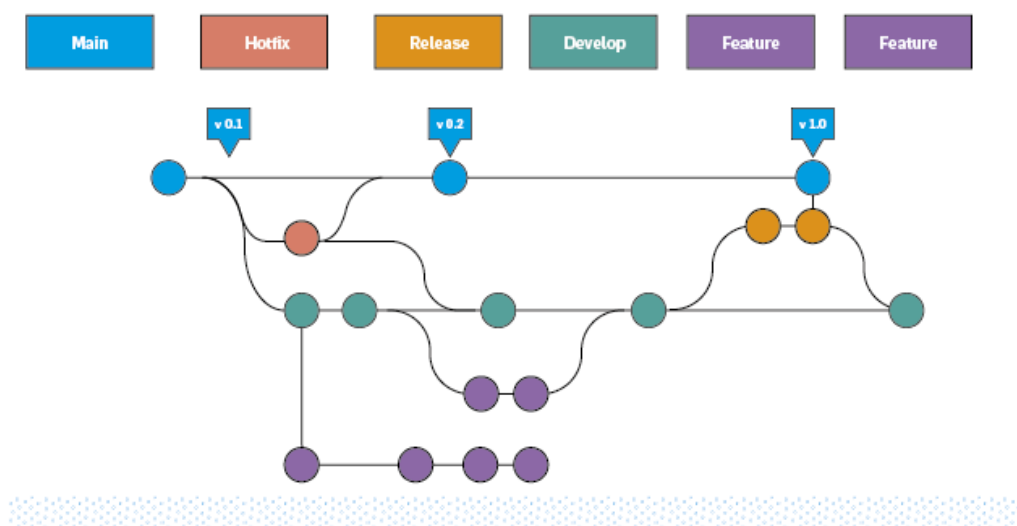 Main
Hotfix
Release
Develop
Feature
Feature
v 0.1
v 0.2
v 1.0